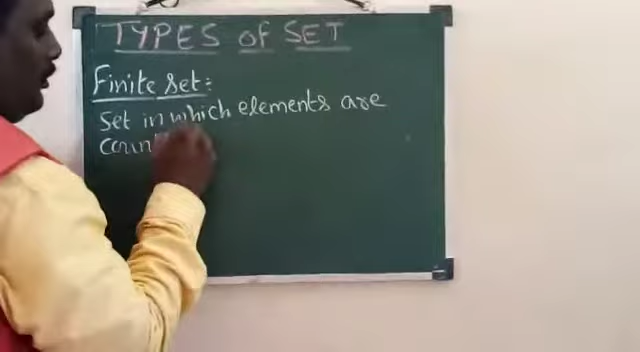 TYPES of SET
Finite set:
Set in which elements are